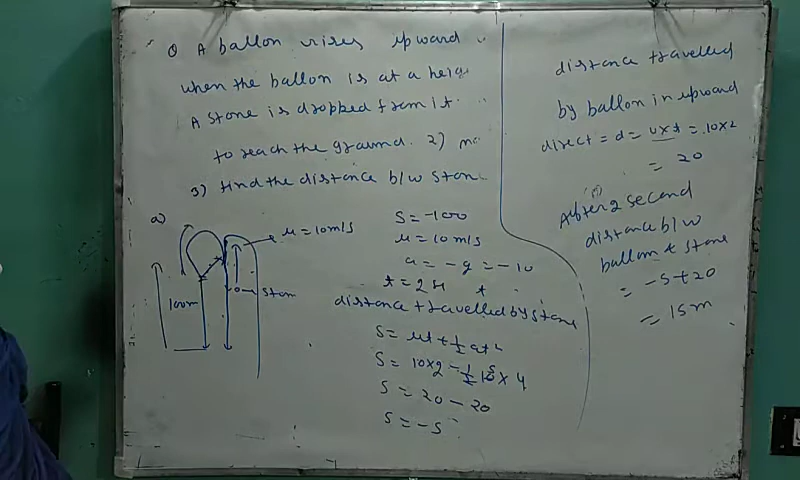 Q A ballon rises upward
when the ballon is at a heig
A stone is dropped from it.
to reach the ground. 2) ma
3) find the distance b/w stone
a)
u = 10m/s
100m
stone
S = -100
u = 10 m/s
a = -g = -10
t = 2
distance travelled by stone
S = ut + 1/2 at²
S = 10x2 - 1/2 10 5 x 4
S = 20 - 20
S = -5
distance travelled
by ballon in upward
direct = d = u x t = 10x2
= 20
After 2 second
distance b/w
ballon & stone
= -5+20
= 15m